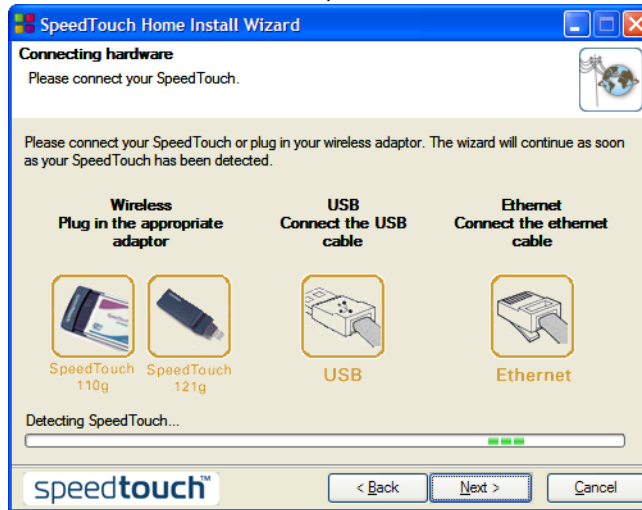 SpeedTouch Home Install Wizard
Connecting hardware
Please connect your SpeedTouch.
Please connect your SpeedTouch or plug in your wireless adaptor. The wizard will continue as soon
as your SpeedTouch has been detected.
Wireless
Plug in the appropriate
adaptor
USB
Connect the USB
cable
Ethernet
Connect the ethernet
cable
SpeedTouch
110g
SpeedTouch
121g
USB
Ethernet
Detecting SpeedTouch...
speedtouch™
< Back
Next >
Cancel